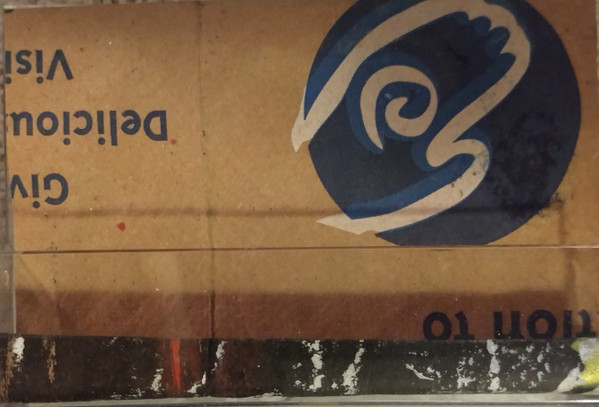 tion to
Giv
Deliciou
Visi